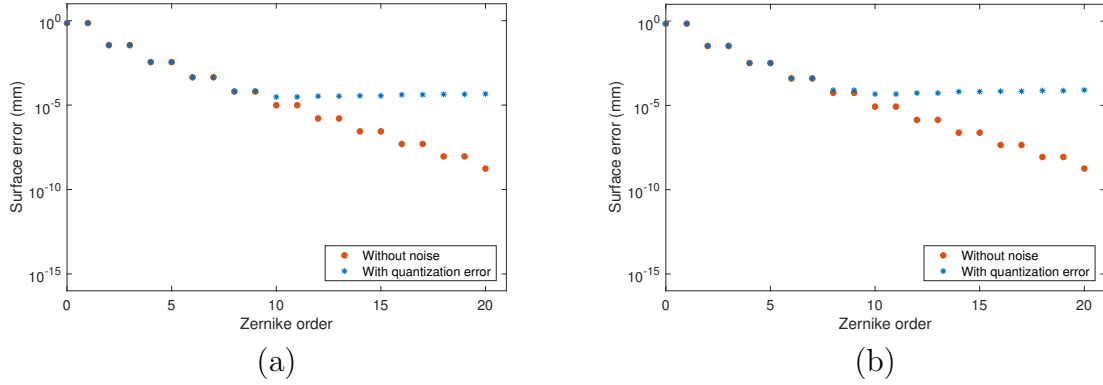 10^0
10^-5
10^-10
10^-15
Surface error (mm)
0 5 10 15 20
Zernike order
Without noise
With quantization error
(a)
10^0
10^-5
10^-10
10^-15
Surface error (mm)
0 5 10 15 20
Zernike order
Without noise
With quantization error
(b)